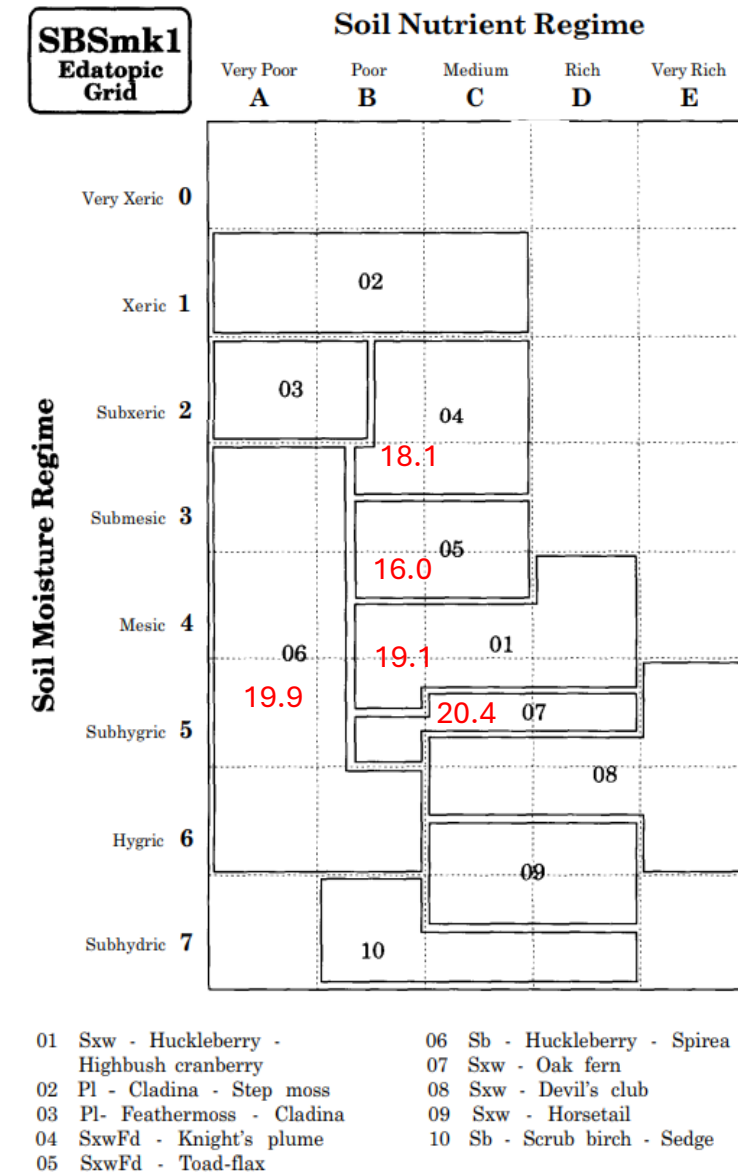 SBSmk1
Edatopic
Grid
Soil Nutrient Regime
Very Poor Poor Medium Rich Very Rich
A B C D E
Soil Moisture Regime
Very Xeric 0
02
Xeric 1
03
Subxeric 2
04
18.1
Submesic 3
05
16.0
Mesic 4
01
06
19.1
19.9
20.4 07
Subhygric 5
08
Hygric 6
09
Subhydric 7
10
01 Sxw - Huckleberry -
Highbush cranberry
02 Pl - Cladina - Step moss
03 Pl- Feathermoss - Cladina
04 SxwFd - Knight's plume
05 SxwFd - Toad-flax
06 Sb - Huckleberry - Spirea
07 Sxw - Oak fern
08 Sxw - Devil's club
09 Sxw - Horsetail
10 Sb - Scrub birch - Sedge